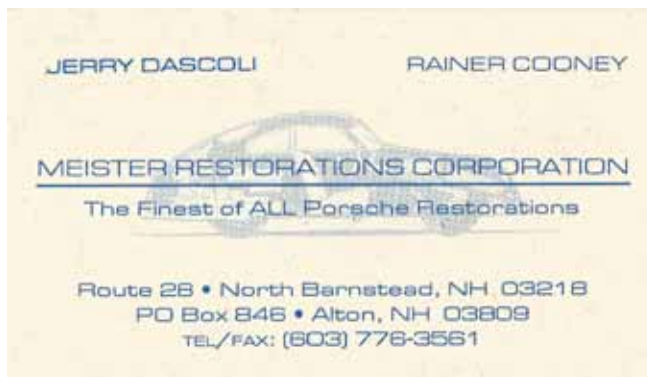 JERRY DASCOLI RAINER COONEY
MEISTER RESTORATIONS CORPORATION
The Finest of ALL Porsche Restorations
Route 28 • North Barnstead, NH 03218
PO Box 846 • Alton, NH 03809
TEL/FAX: (603) 776-3561